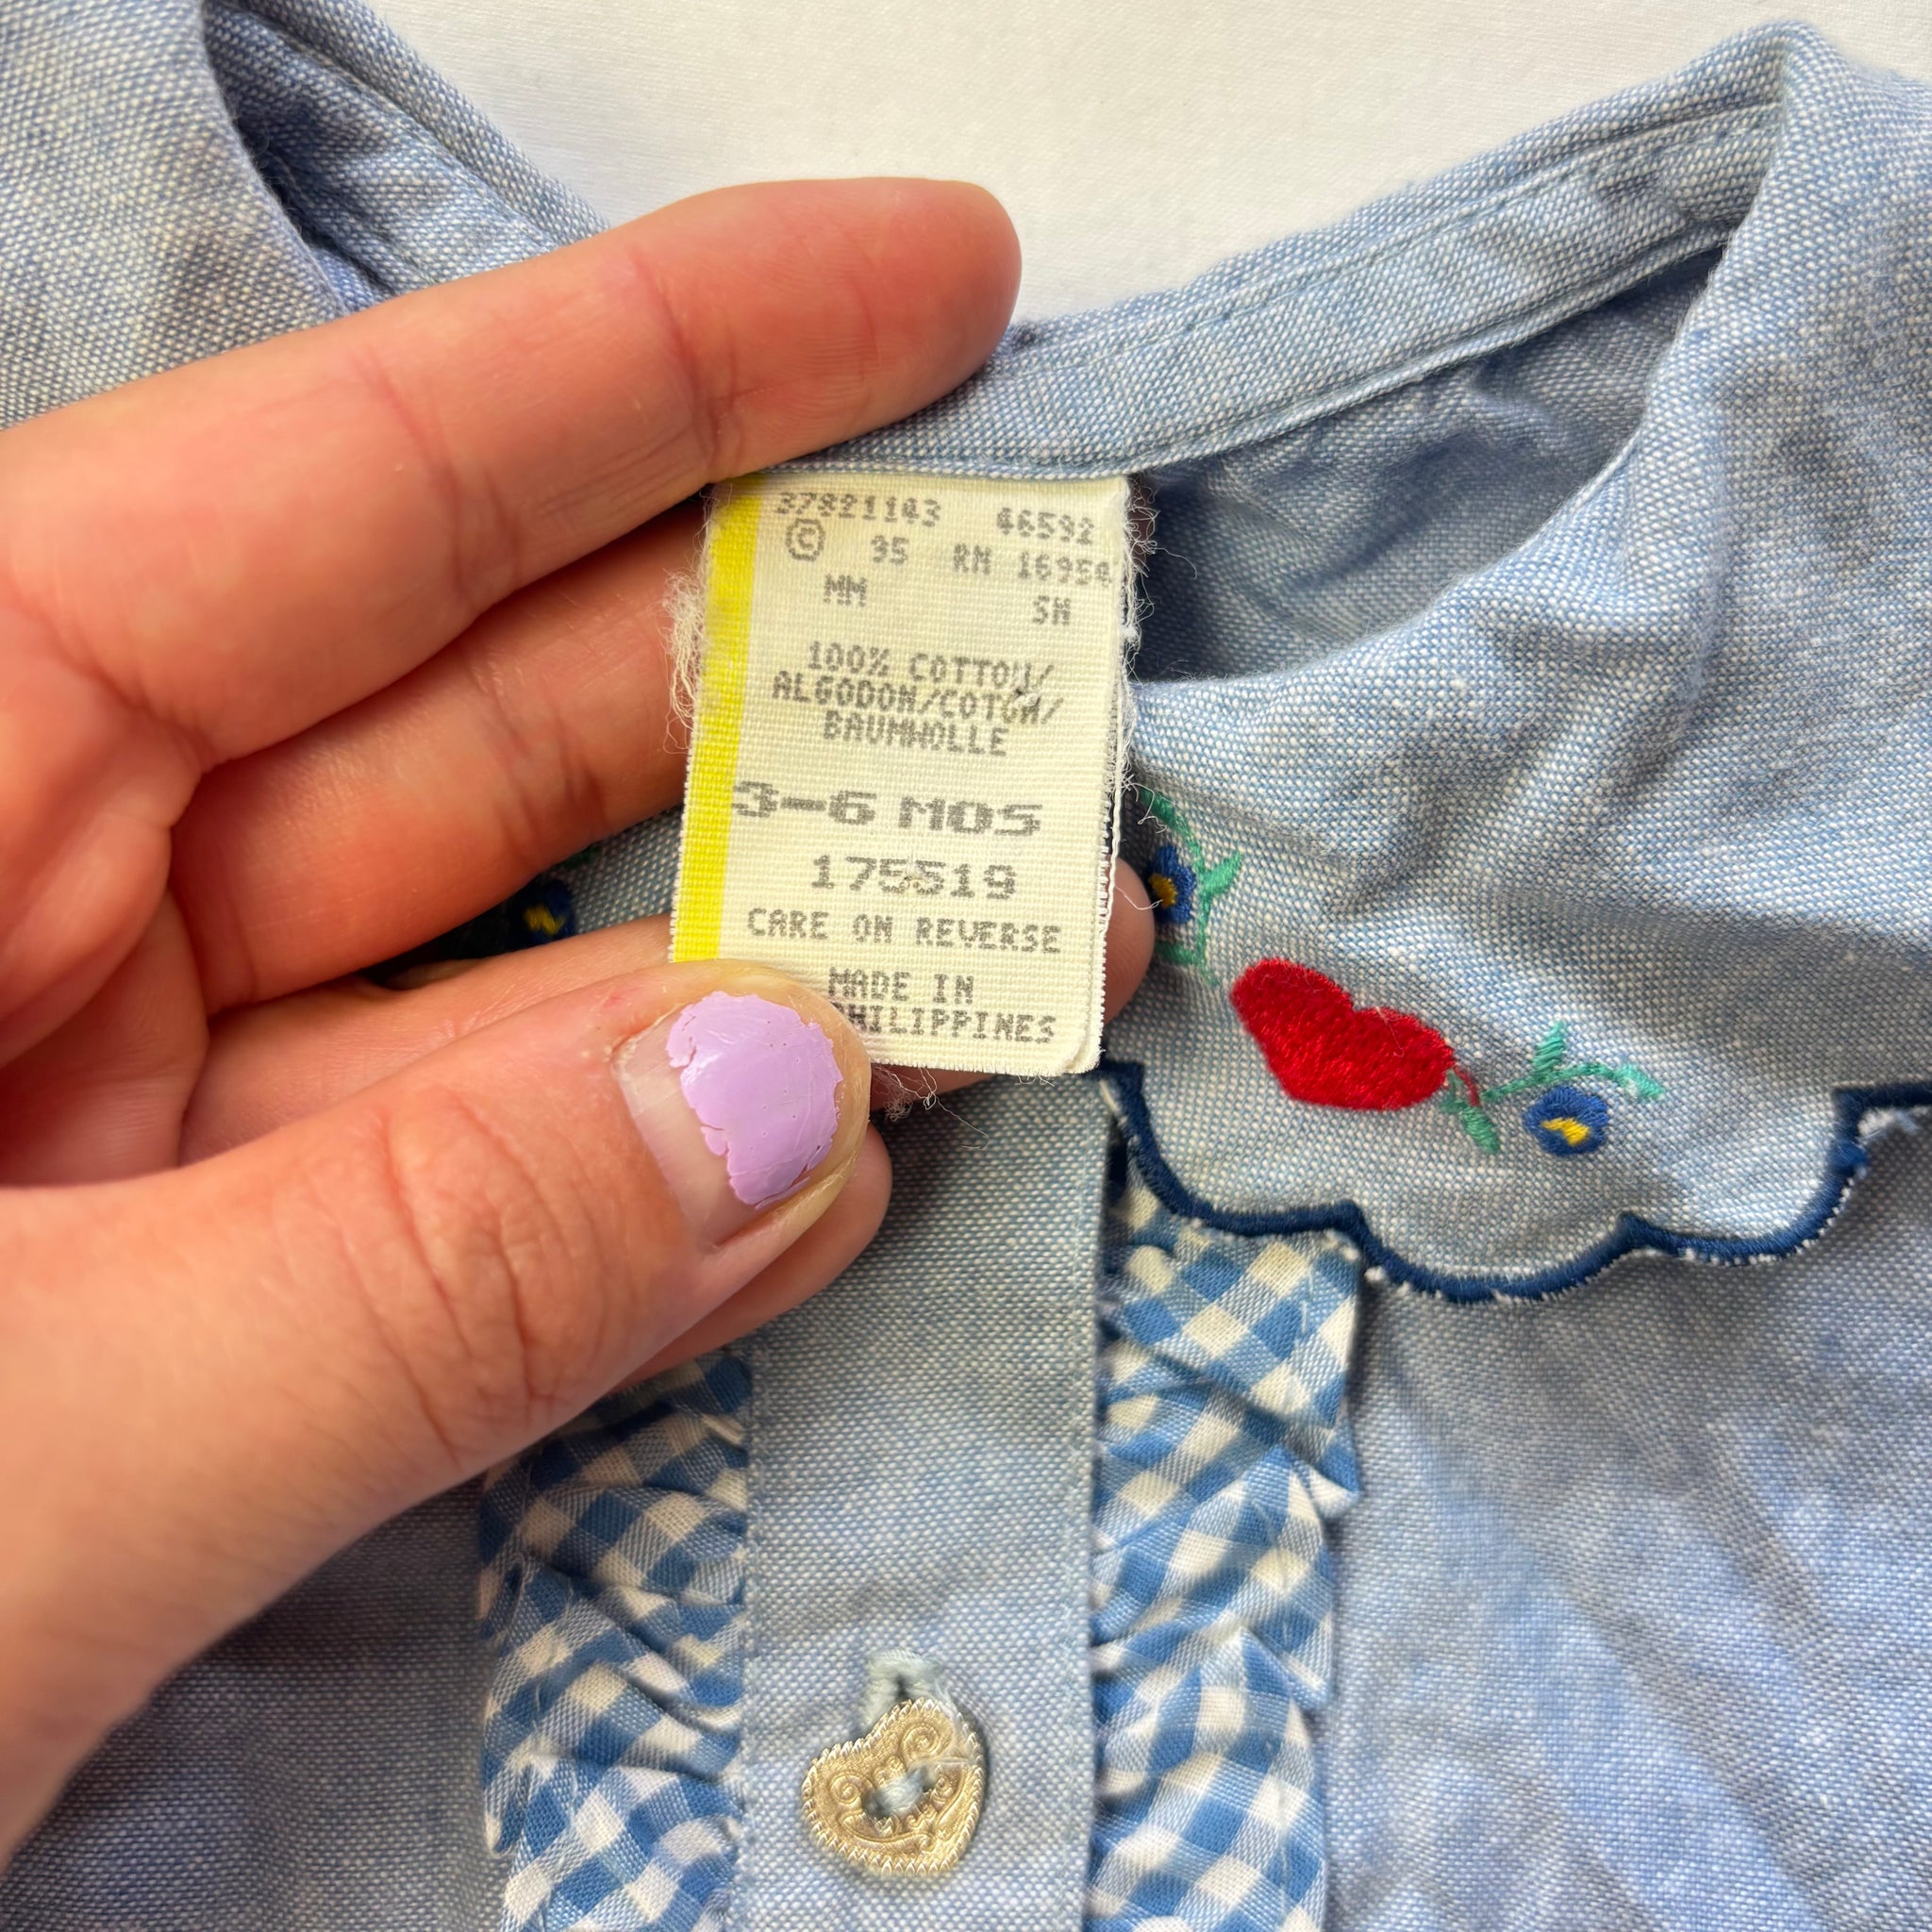 37821143 46592
© 95 RN 16954
MM SH
100% COTTON/
ALGODON/COTON/
BAUMWOLLE
3-6 MOS
175519
CARE ON REVERSE
MADE IN
PHILIPPINES